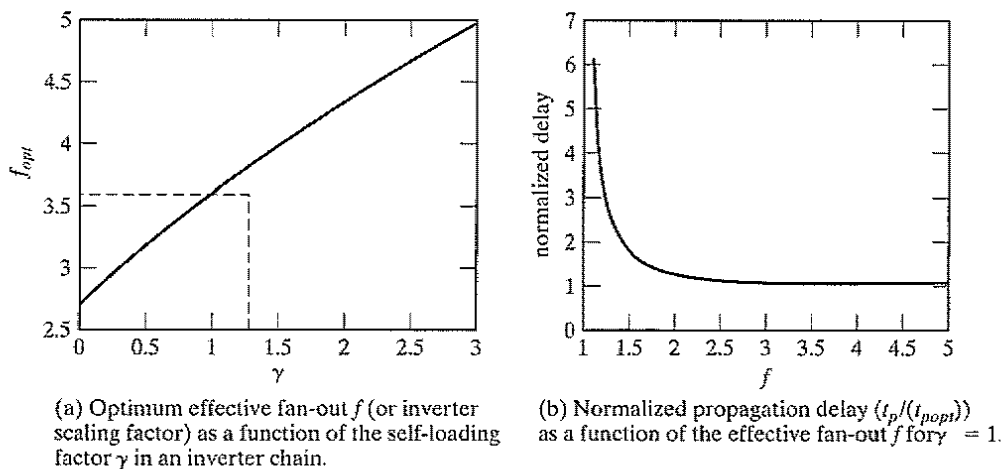 5
4.5
4
3.5
3
2.5
f_opt
0 0.5 1 1.5 2 2.5 3
γ
(a) Optimum effective fan-out f (or inverter
scaling factor) as a function of the self-loading
factor γ in an inverter chain.
7
6
5
4
3
2
1
0
normalized delay
1 1.5 2 2.5 3 3.5 4 4.5 5
f
(b) Normalized propagation delay (t_p/(t_popt))
as a function of the effective fan-out f forγ = 1.